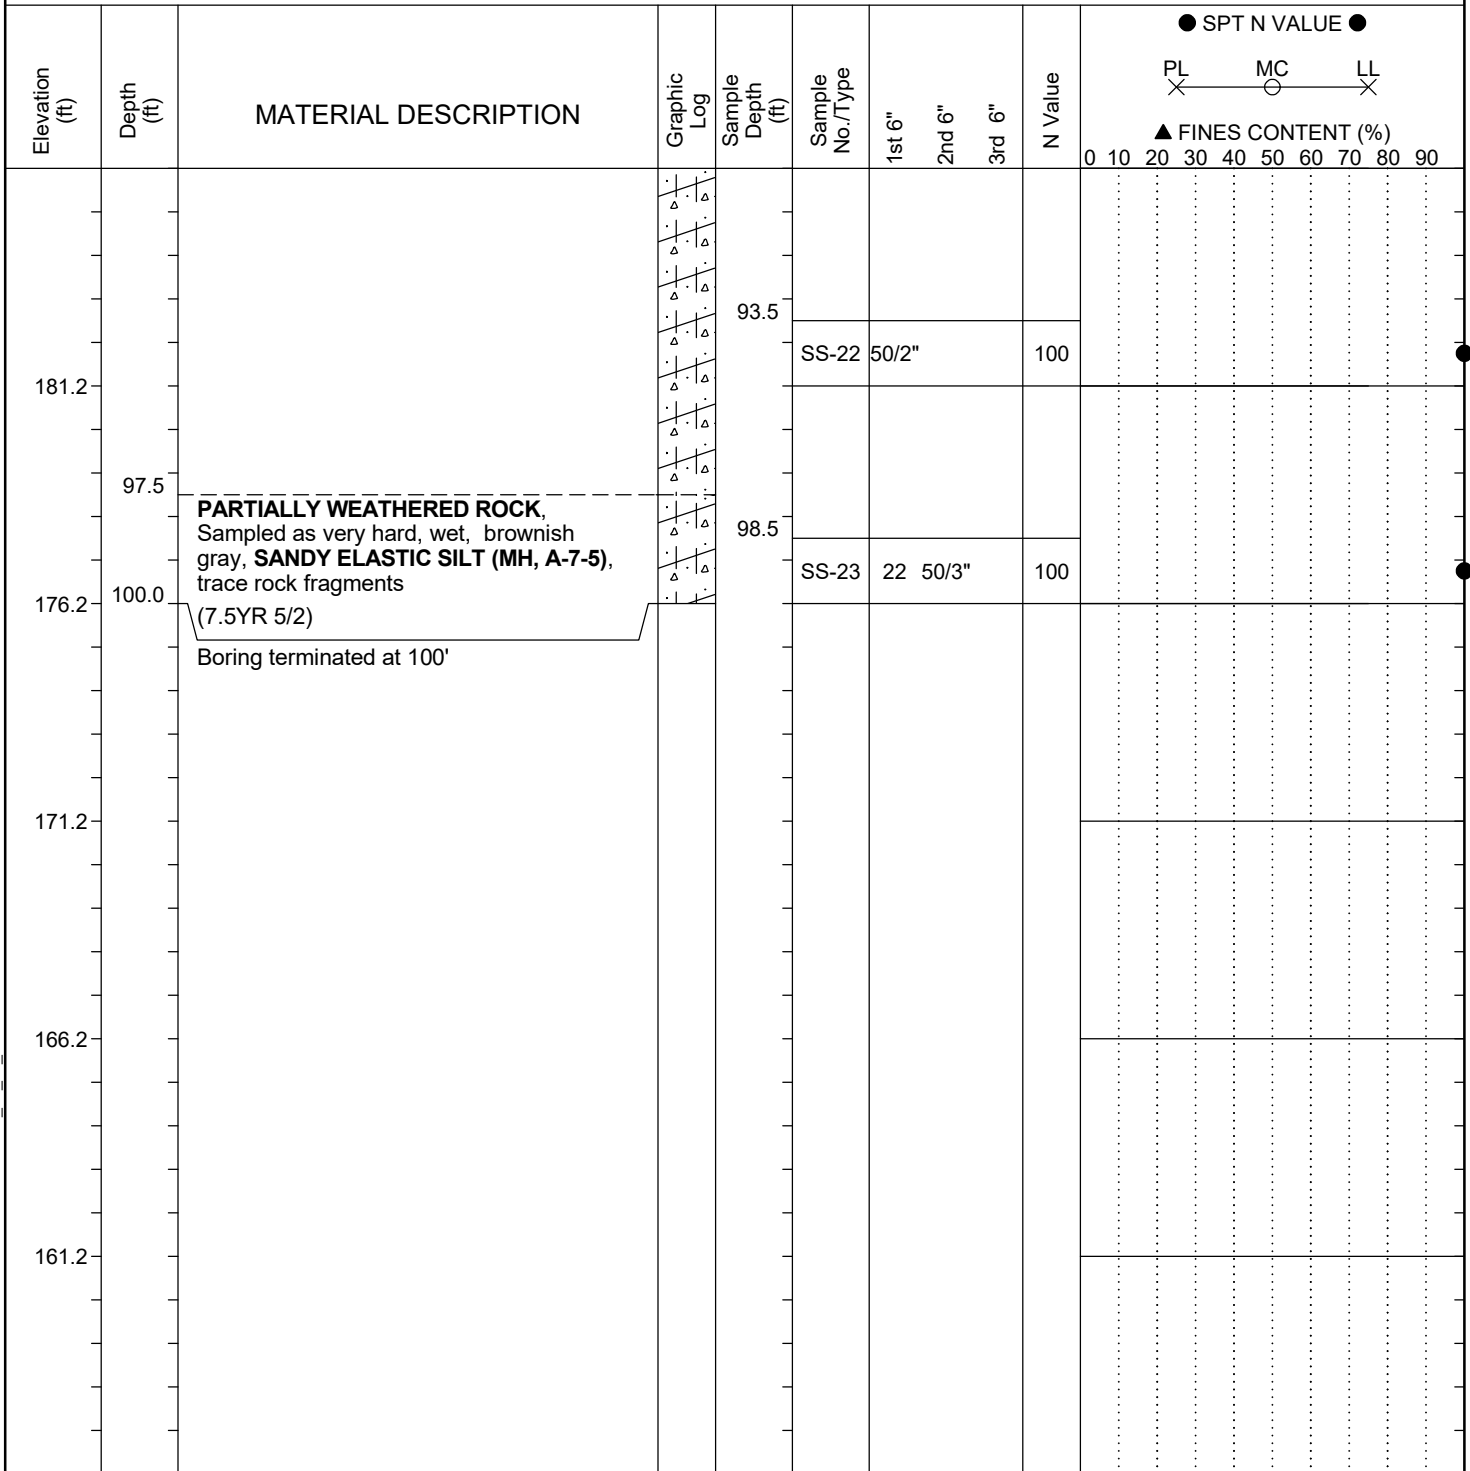 ● SPT N VALUE ●
PL MC LL
▲ FINES CONTENT (%)
0 10 20 30 40 50 60 70 80 90
Elevation
(ft)
Depth
(ft)
MATERIAL DESCRIPTION
Graphic
Log
Sample
Depth
(ft)
Sample
No./Type
1st 6"
2nd 6"
3rd 6"
N Value
93.5
SS-22 50/2" 100
181.2
97.5
PARTIALLY WEATHERED ROCK,
Sampled as very hard, wet, brownish
gray, SANDY ELASTIC SILT (MH, A-7-5),
trace rock fragments
(7.5YR 5/2)
98.5
SS-23 22 50/3" 100
176.2 100.0
Boring terminated at 100'
171.2
166.2
161.2